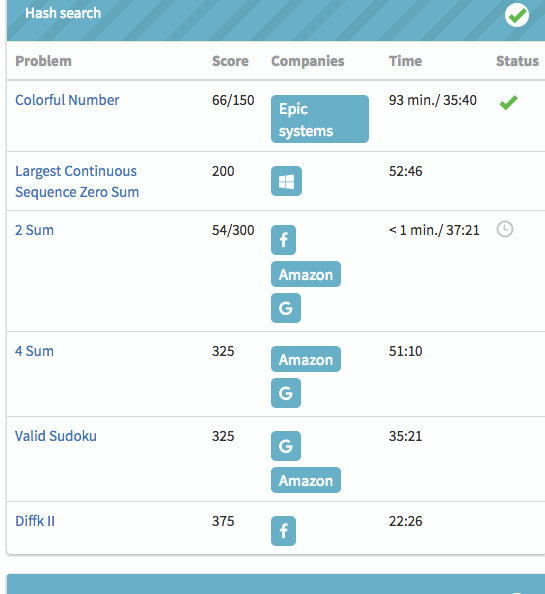 Hash search
Problem Score Companies Time Status
Colorful Number 66/150 Epic systems 93 min./ 35:40
Largest Continuous 200 52:46
Sequence Zero Sum
2 Sum 54/300 f < 1 min./ 37:21
Amazon
G
4 Sum 325 Amazon 51:10
G
Valid Sudoku 325 G 35:21
Amazon
Diffk II 375 f 22:26